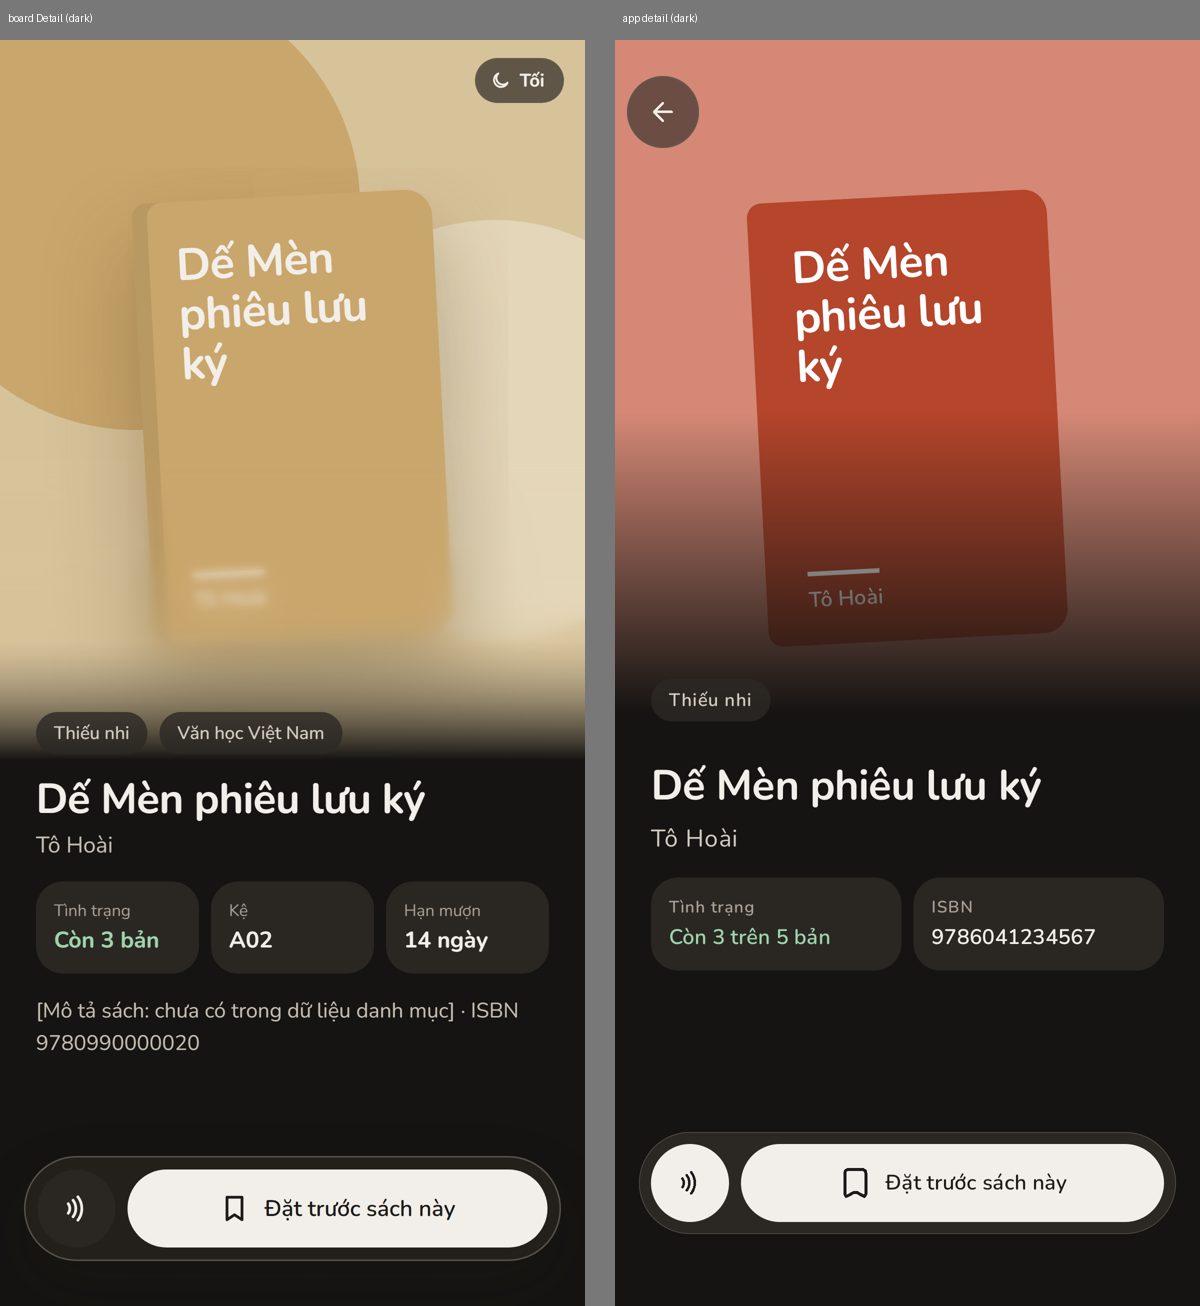 board Detail (dark)
Tối
Dế Mèn
phiêu lưu
ký
Tô Hoài
Thiếu nhi
Văn học Việt Nam
Dế Mèn phiêu lưu ký
Tô Hoài
Tình trạng
Còn 3 bản
Kệ
A02
Hạn mượn
14 ngày
[Mô tả sách: chưa có trong dữ liệu danh mục] · ISBN
9780990000020
Đặt trước sách này
app detail (dark)
Dế Mèn
phiêu lưu
ký
Tô Hoài
Thiếu nhi
Dế Mèn phiêu lưu ký
Tô Hoài
Tình trạng
Còn 3 trên 5 bản
ISBN
9786041234567
Đặt trước sách này